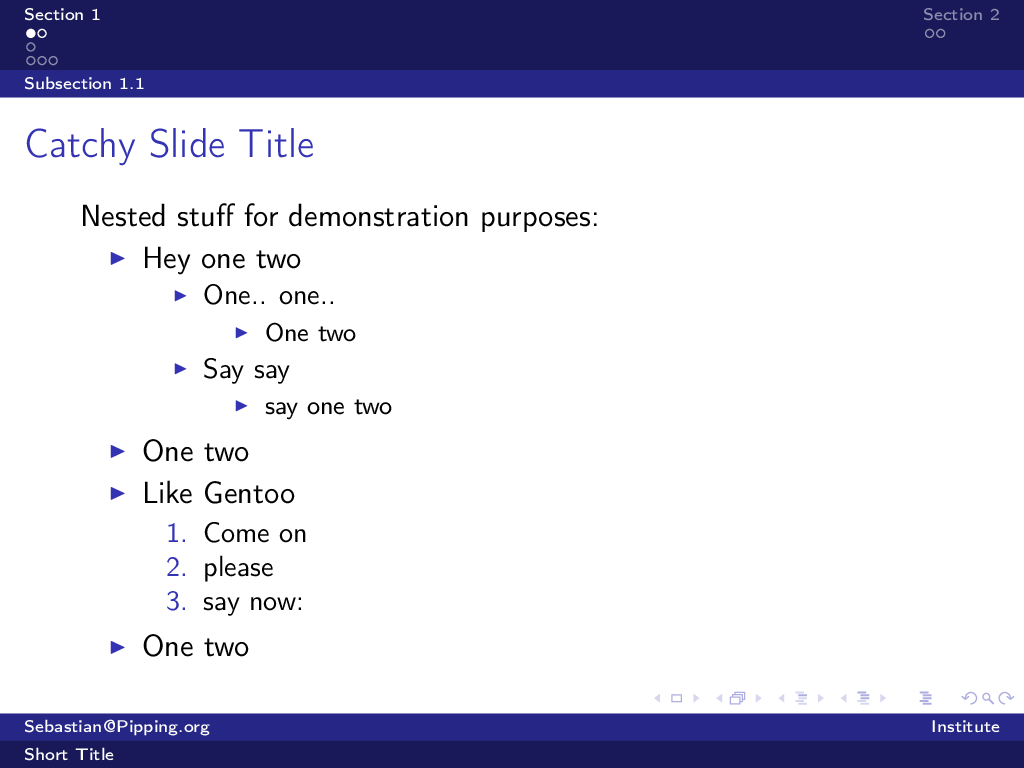 Section 1
Section 2
Subsection 1.1
Catchy Slide Title
Nested stuff for demonstration purposes:
Hey one two
One.. one..
One two
Say say
say one two
One two
Like Gentoo
1. Come on
2. please
3. say now:
One two
Sebastian@Pipping.org
Institute
Short Title